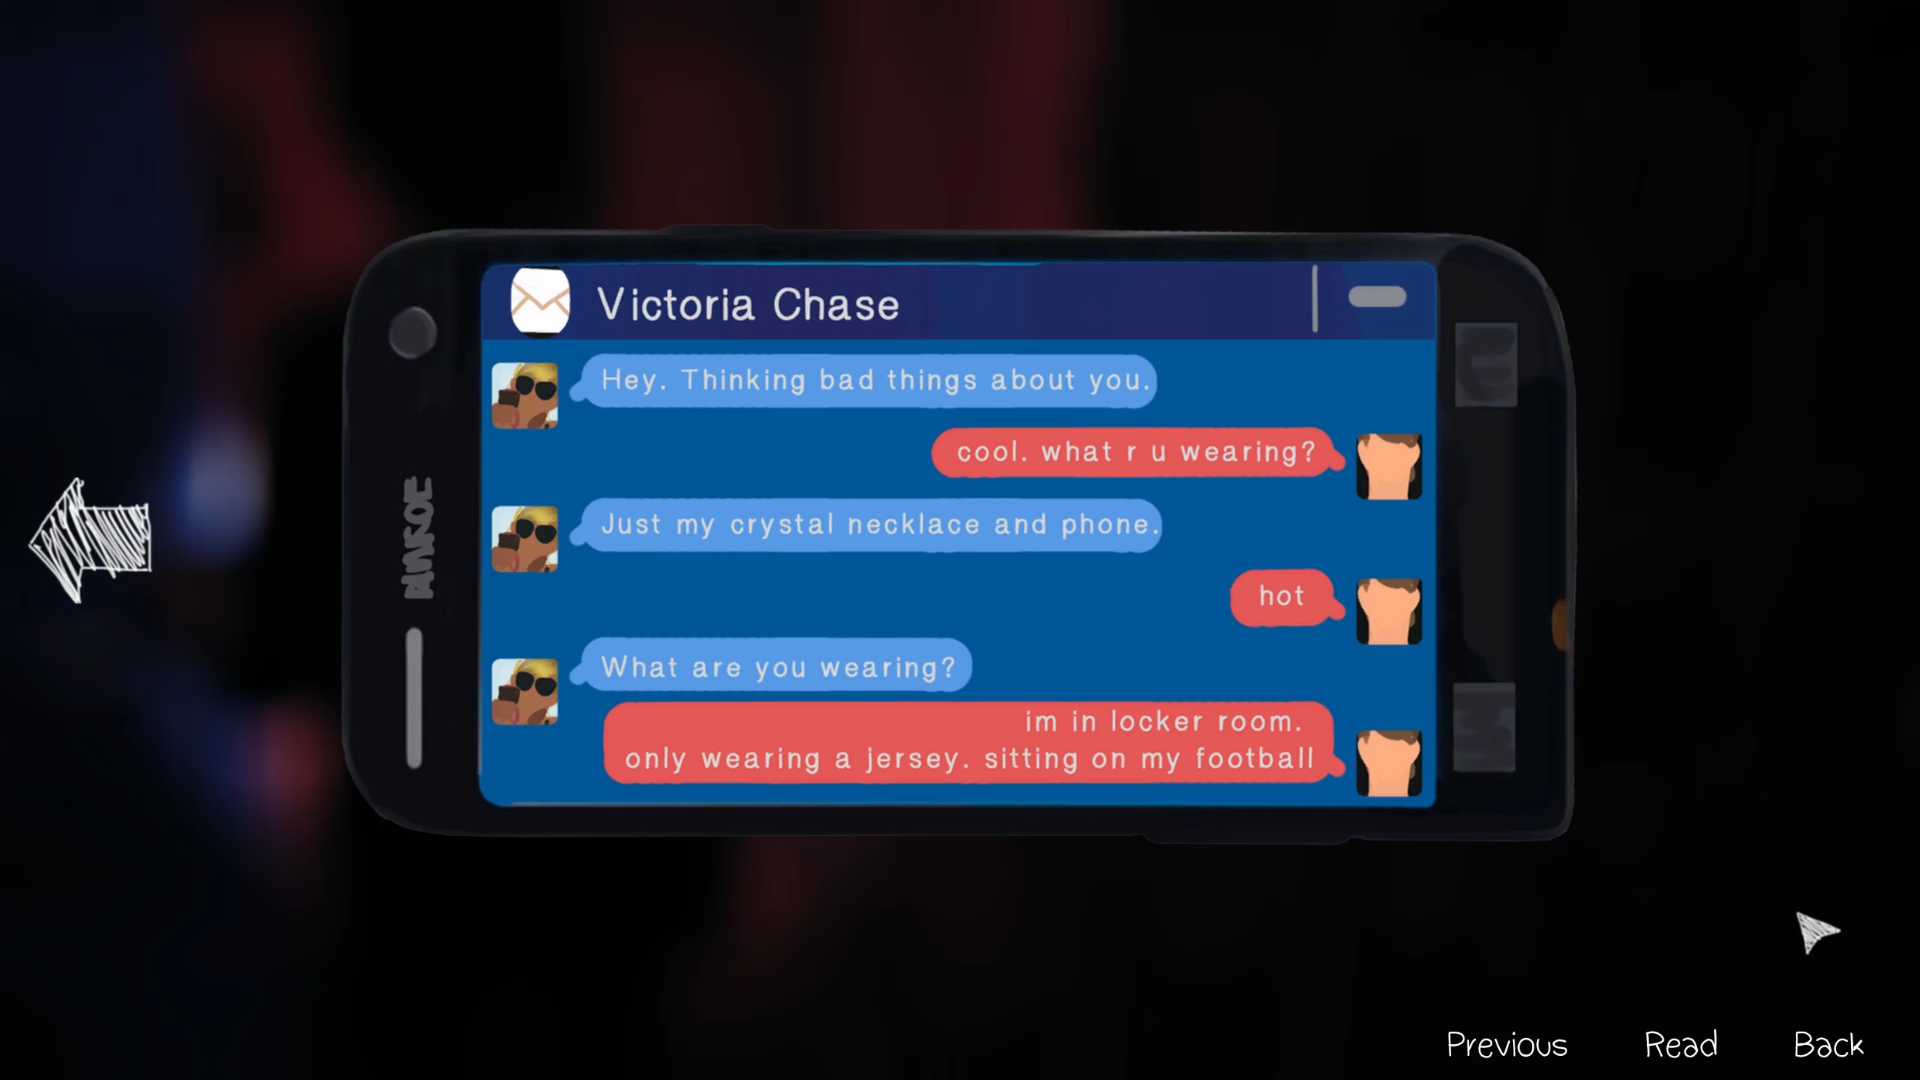 Victoria Chase
Hey. Thinking bad things about you.
cool. what r u wearing?
Just my crystal necklace and phone.
hot
What are you wearing?
im in locker room.
only wearing a jersey. sitting on my football
Previous
Read
Back